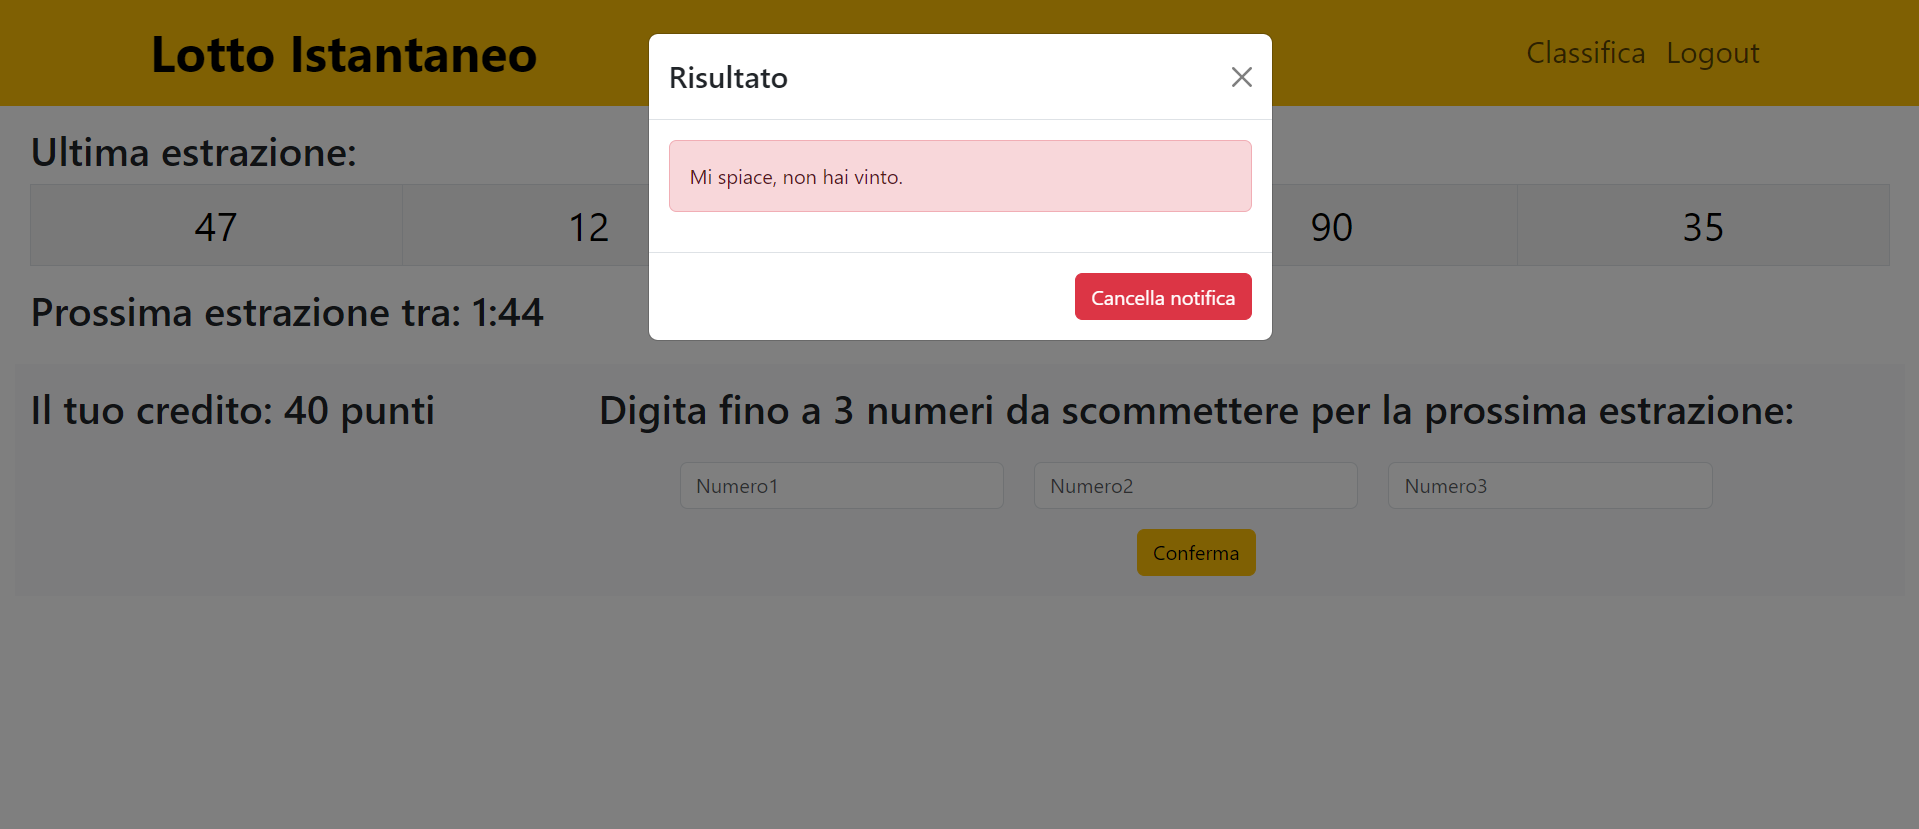 Lotto Istantaneo
Classifica Logout
Risultato
Mi spiace, non hai vinto.
Cancella notifica
Ultima estrazione:
47 12 90 35
Prossima estrazione tra: 1:44
Il tuo credito: 40 punti
Digita fino a 3 numeri da scommettere per la prossima estrazione:
Numero1 Numero2 Numero3
Conferma